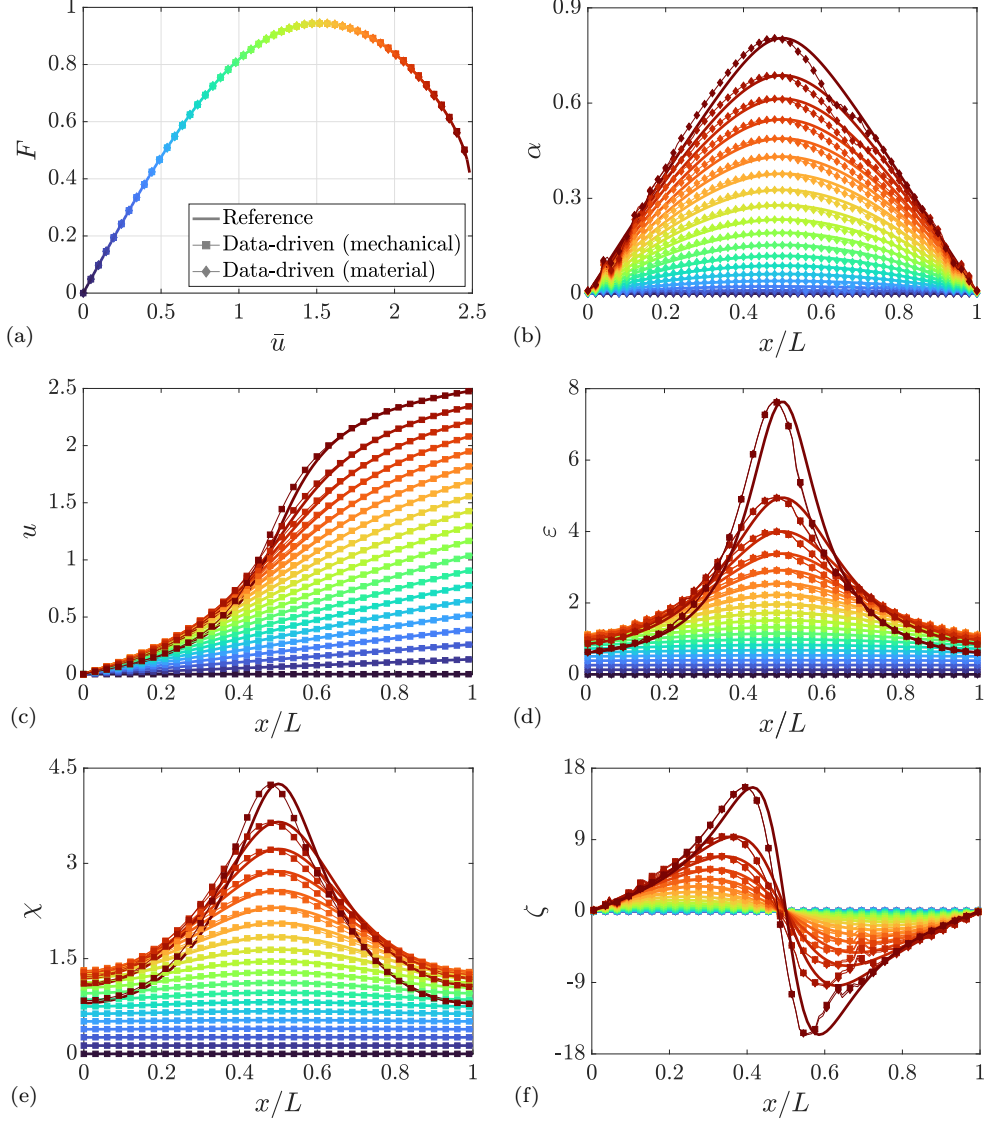 1
0.8
0.6
0.4
0.2
0
F
0 0.5 1 1.5 2 2.5
ū
Reference
Data-driven (mechanical)
Data-driven (material)
(a)
0.9
0.6
0.3
0
α
0 0.2 0.4 0.6 0.8 1
x/L
(b)
2.5
2
1.5
1
0.5
0
u
0 0.2 0.4 0.6 0.8 1
x/L
(c)
8
6
4
2
0
ε
0 0.2 0.4 0.6 0.8 1
x/L
(d)
4.5
3
1.5
0
χ
0 0.2 0.4 0.6 0.8 1
x/L
(e)
18
9
0
-9
-18
ζ
0 0.2 0.4 0.6 0.8 1
x/L
(f)